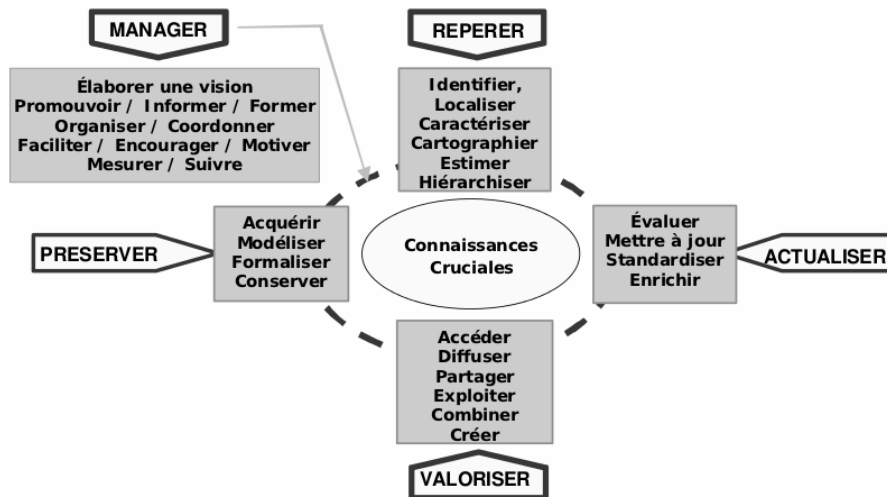 MANAGER
Élaborer une vision
Promouvoir / Informer / Former
Organiser / Coordonner
Faciliter / Encourager / Motiver
Mesurer / Suivre
REPERER
Identifier,
Localiser
Caractériser
Cartographier
Estimer
Hiérarchiser
PRESERVER
Acquérir
Modéliser
Formaliser
Conserver
Connaissances
Cruciales
Évaluer
Mettre à jour
Standardiser
Enrichir
ACTUALISER
Accéder
Diffuser
Partager
Exploiter
Combiner
Créer
VALORISER